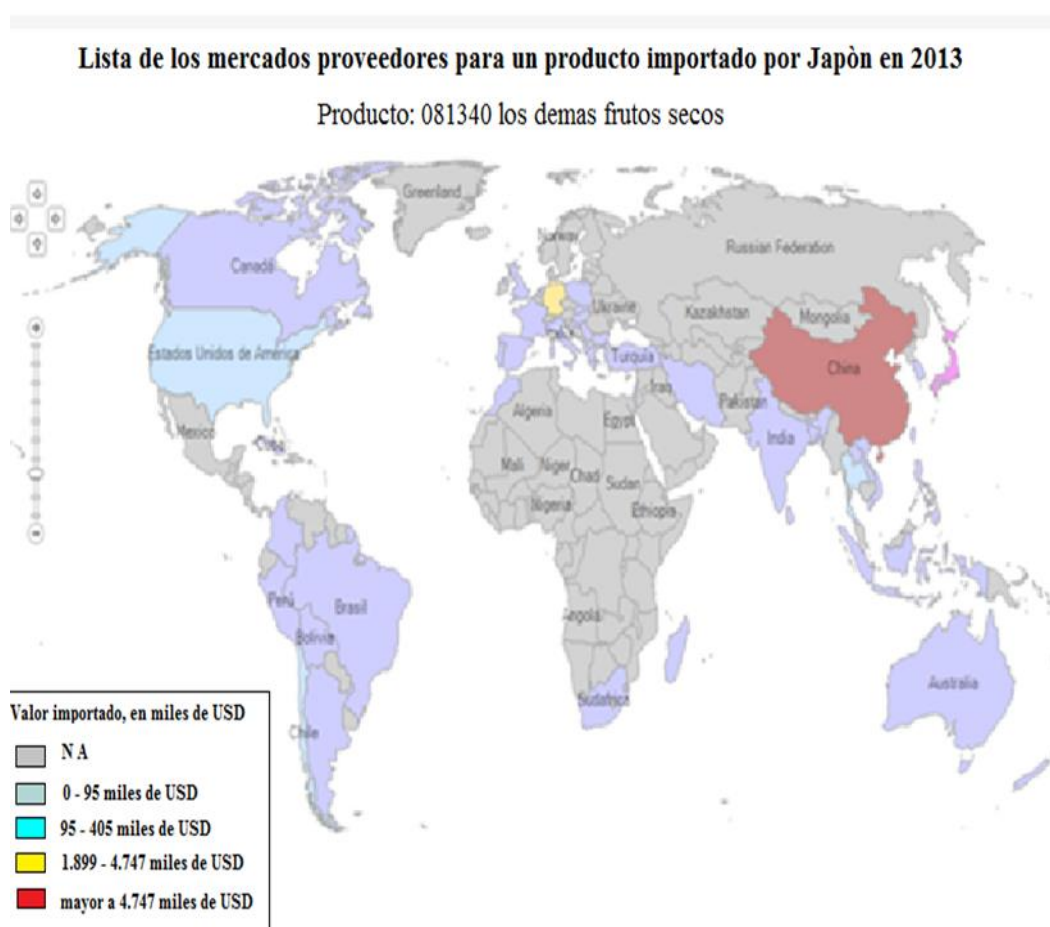 Lista de los mercados proveedores para un producto importado por Japòn en 2013
Producto: 081340 los demas frutos secos
Greenland
Norway
Russian Federation
Canadá
Ukraine
Kazakhstan
Mongolia
Estados Unidos de América
Turquía
China
Iraq
Pakistan
Mexico
Algeria
Egypt
India
Cuba
Mali
Niger
Chad
Sudan
Nigeria
Ethiopia
Perú
Brasil
Angola
Bolivia
Australia
Sudáfrica
Chile
Valor importado, en miles de USD
N A
0 - 95 miles de USD
95 - 405 miles de USD
1.899 - 4.747 miles de USD
mayor a 4.747 miles de USD